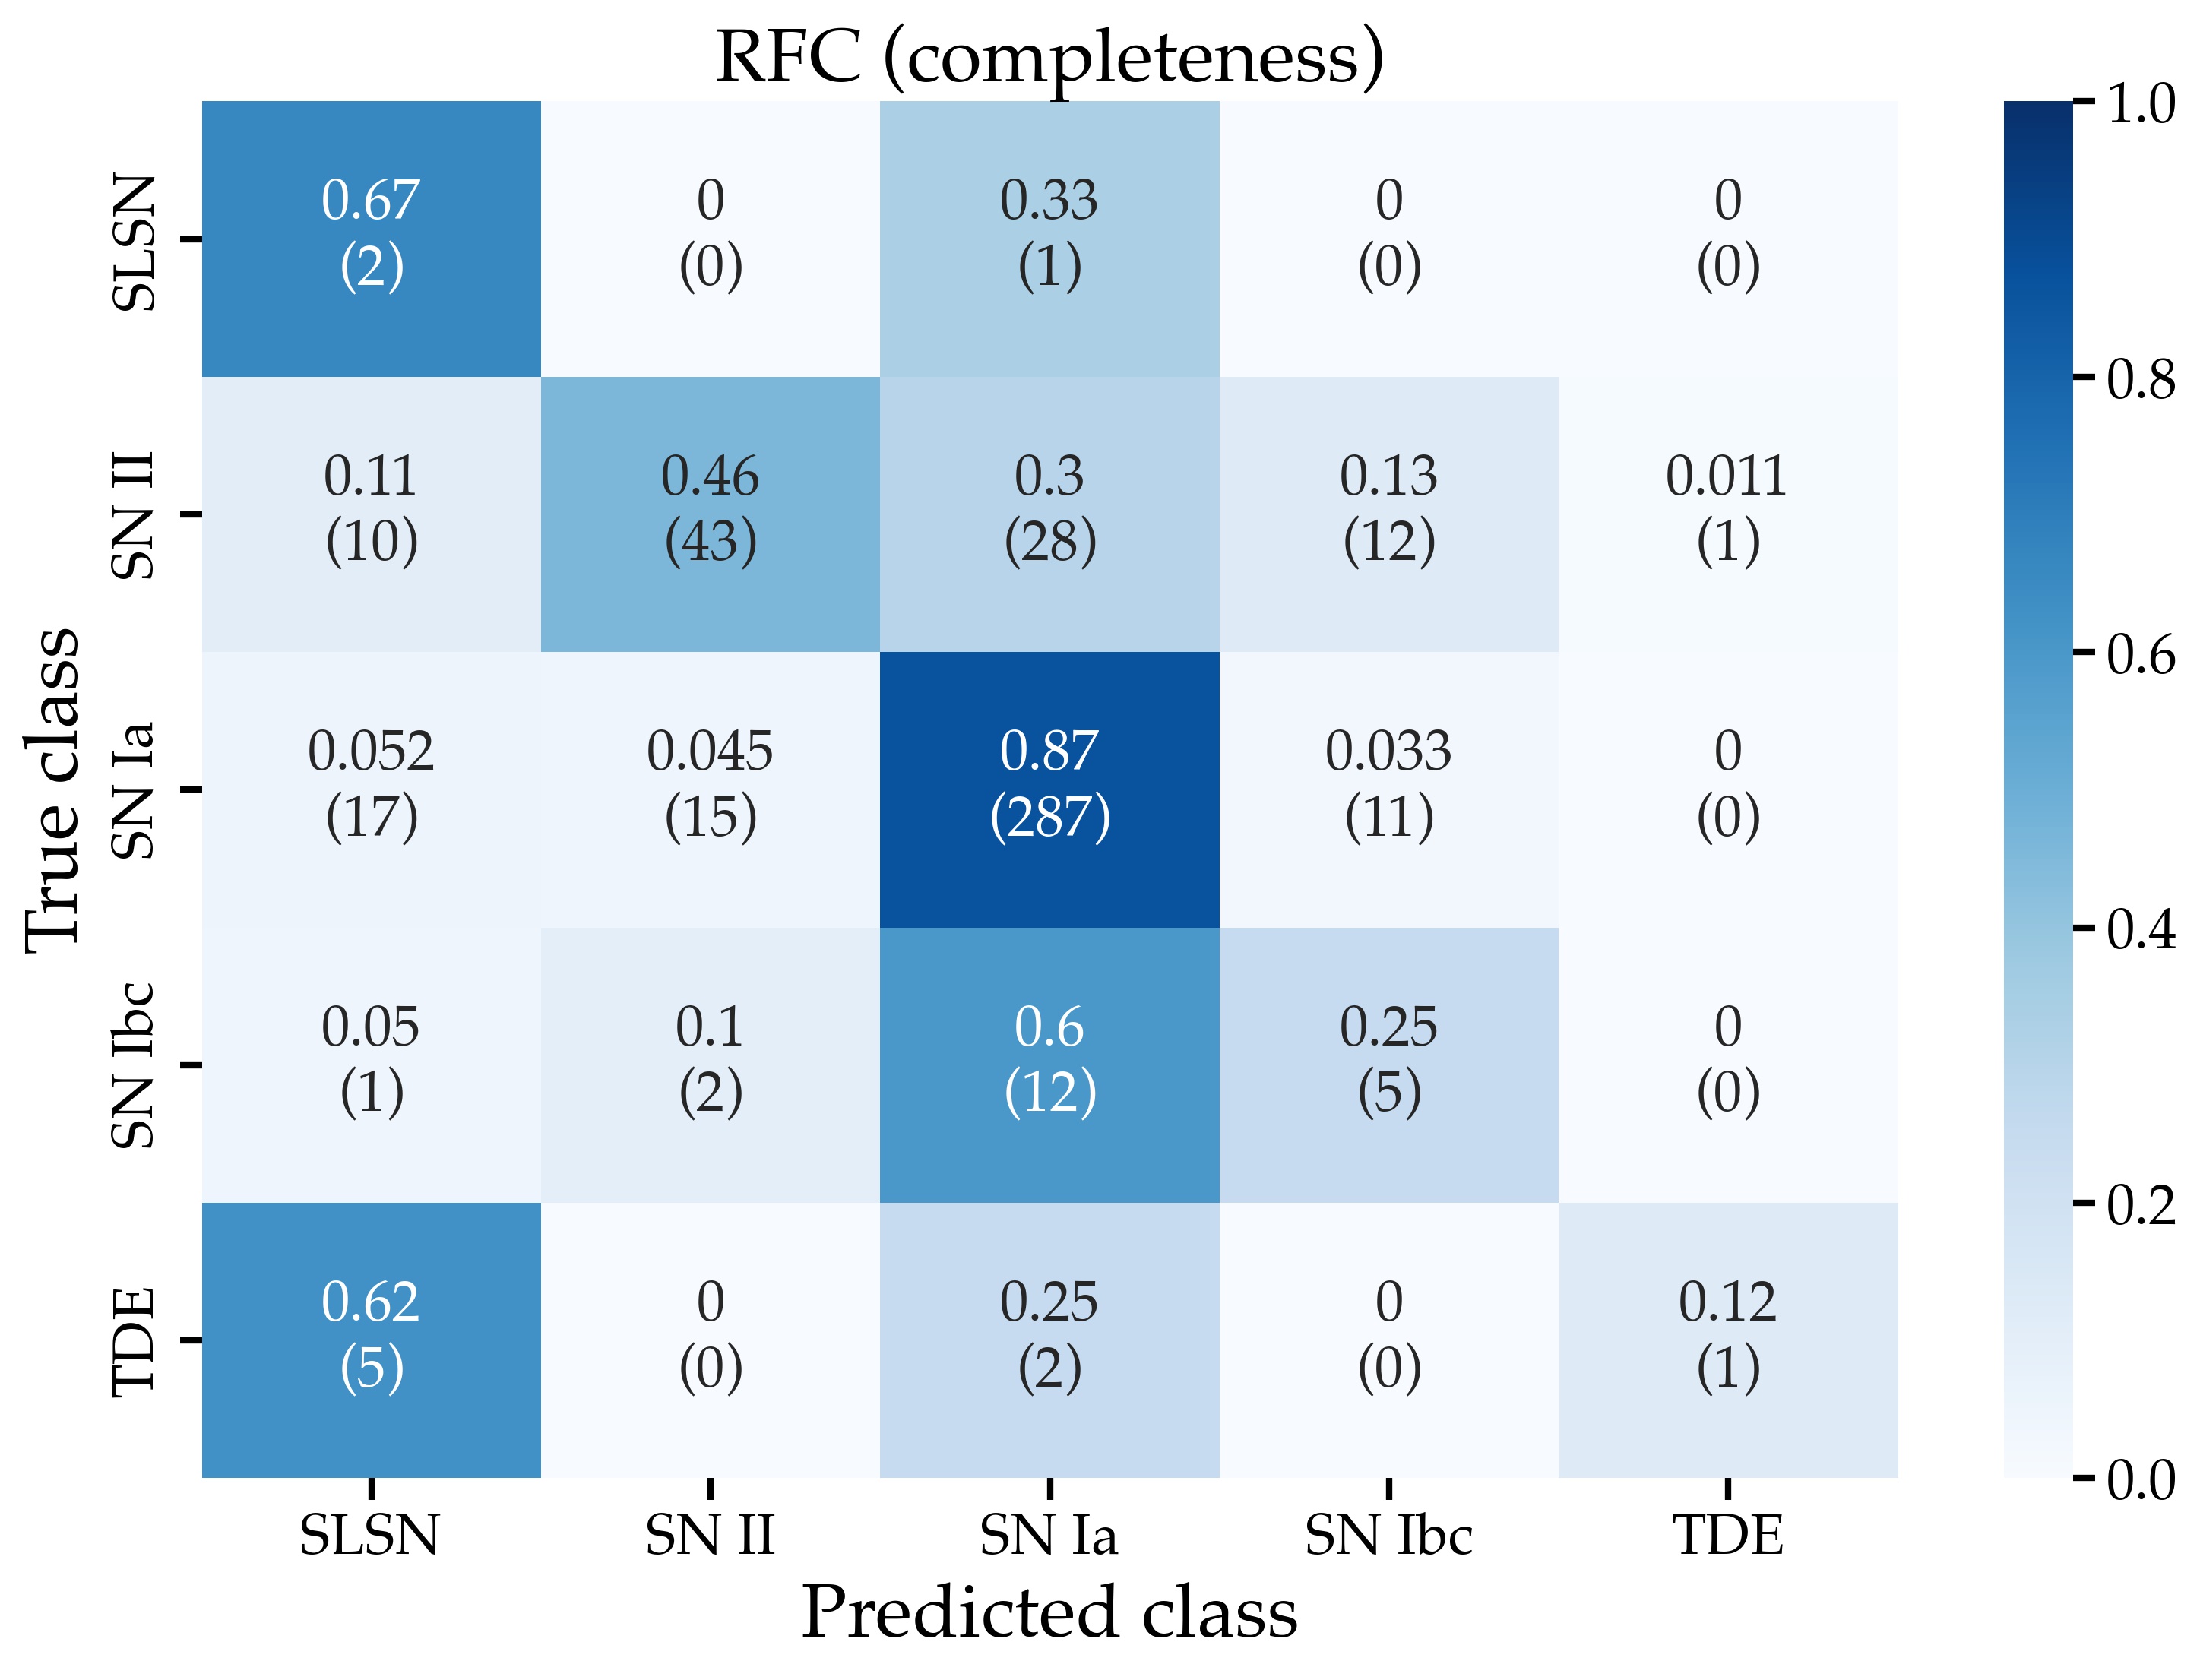 RFC (completeness)
True class
SLSN
0.67 0 0.33 0 0
(2) (0) (1) (0) (0)
SN II
0.11 0.46 0.3 0.13 0.011
(10) (43) (28) (12) (1)
SN Ia
0.052 0.045 0.87 0.033 0
(17) (15) (287) (11) (0)
SN Ibc
0.05 0.1 0.6 0.25 0
(1) (2) (12) (5) (0)
TDE
0.62 0 0.25 0 0.12
(5) (0) (2) (0) (1)
SLSN SN II SN Ia SN Ibc TDE
Predicted class
1.0
0.8
0.6
0.4
0.2
0.0